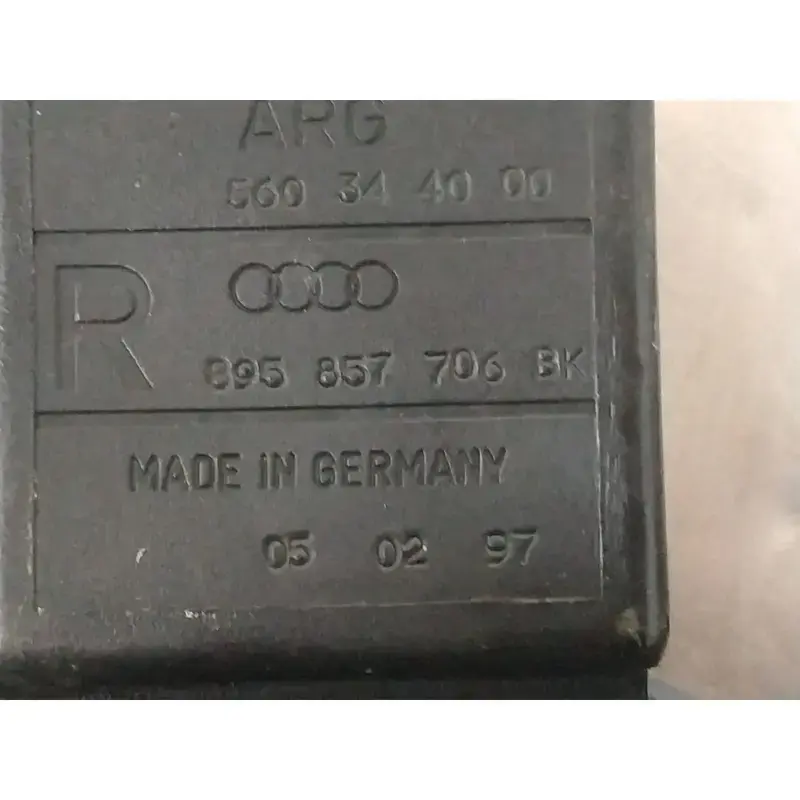 ARG
560 34 40 00
R
895 857 706 BK
MADE IN GERMANY
05 02 97